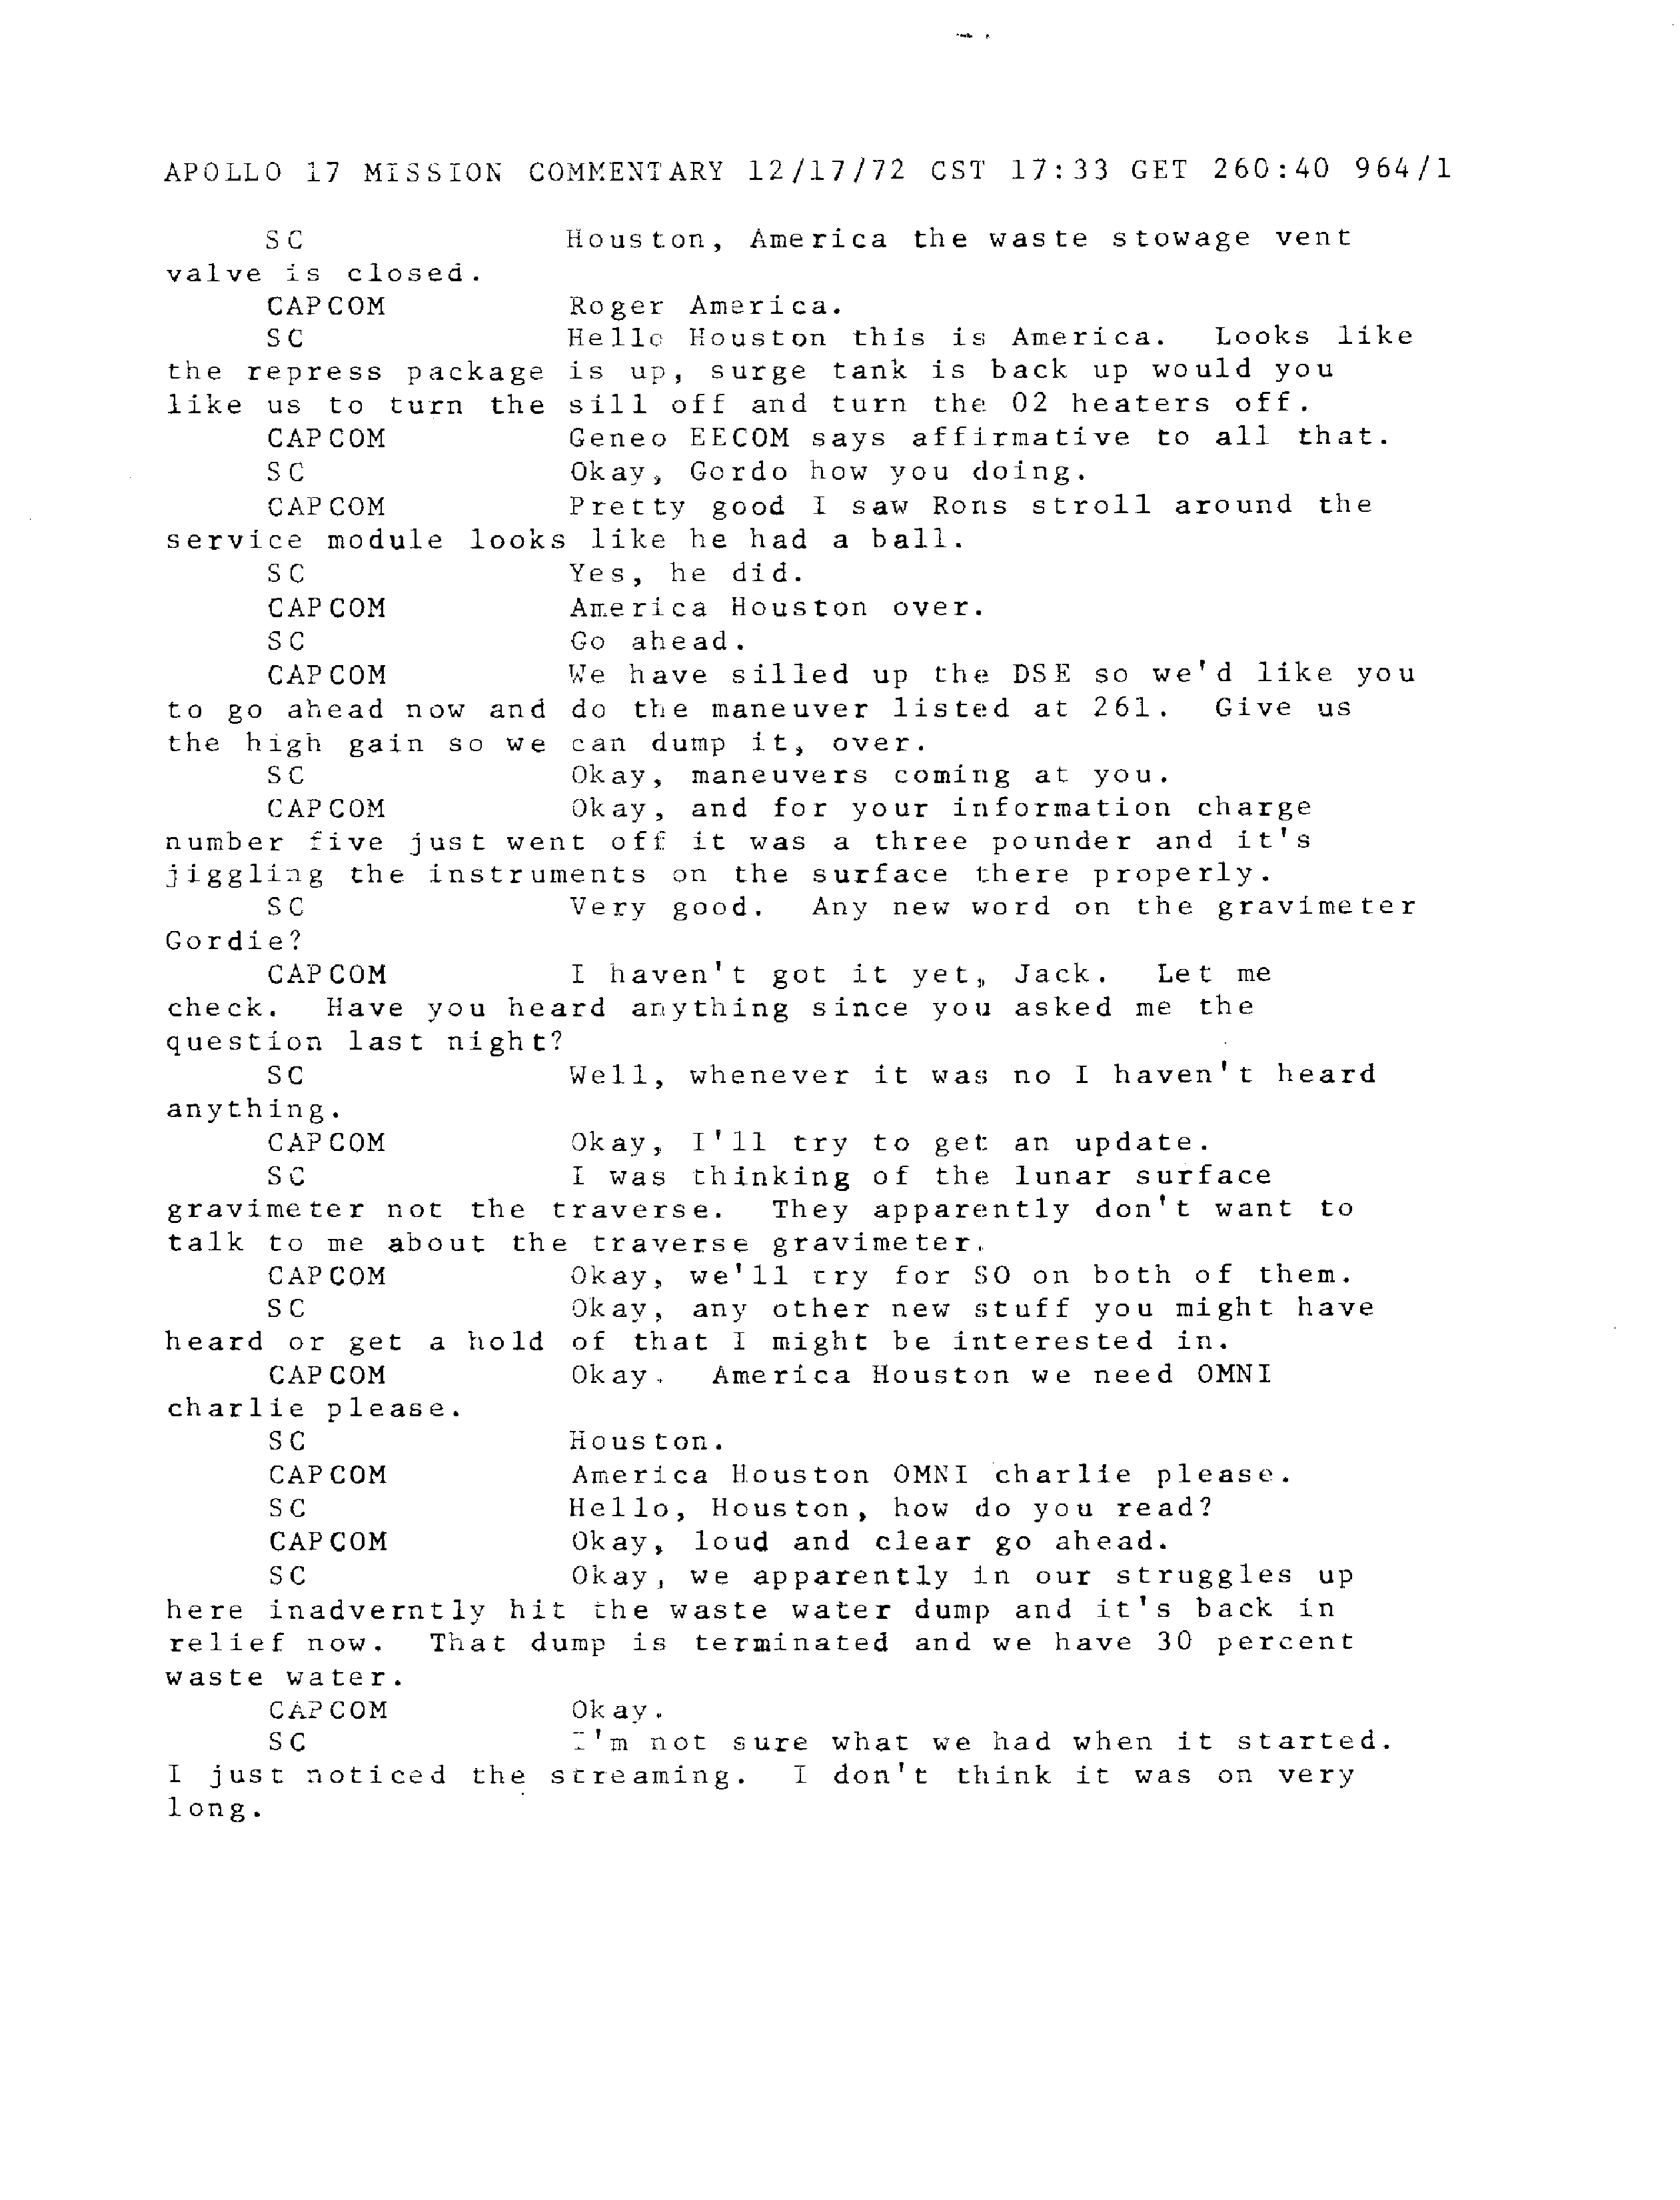 APOLLO 17 MISSION COMMENTARY 12/17/72 CST 17:33 GET 260:40 964/1
SC Houston, America the waste stowage vent
valve is closed.
CAPCOM Roger America.
SC Hello Houston this is America. Looks like
the repress package is up, surge tank is back up would you
like us to turn the sill off and turn the 02 heaters off.
CAPCOM Geneo EECOM says affirmative to all that.
SC Okay, Gordo how you doing.
CAPCOM Pretty good I saw Rons stroll around the
service module looks like he had a ball.
SC Yes, he did.
CAPCOM America Houston over.
SC Go ahead.
CAPCOM We have silled up the DSE so we'd like you
to go ahead now and do the maneuver listed at 261. Give us
the high gain so we can dump it, over.
SC Okay, maneuvers coming at you.
CAPCOM Okay, and for your information charge
number five just went off it was a three pounder and it's
jiggling the instruments on the surface there properly.
SC Very good. Any new word on the gravimeter
Gordie?
CAPCOM I haven't got it yet, Jack. Let me
check. Have you heard anything since you asked me the
question last night?
SC Well, whenever it was no I haven't heard
anything.
CAPCOM Okay, I'll try to get an update.
SC I was thinking of the lunar surface
gravimeter not the traverse. They apparently don't want to
talk to me about the traverse gravimeter.
CAPCOM Okay, we'll try for SO on both of them.
SC Okay, any other new stuff you might have
heard or get a hold of that I might be interested in.
CAPCOM Okay. America Houston we need OMNI
charlie please.
SC Houston.
CAPCOM America Houston OMNI charlie please.
SC Hello, Houston, how do you read?
CAPCOM Okay, loud and clear go ahead.
SC Okay, we apparently in our struggles up
here inadverntly hit the waste water dump and it's back in
relief now. That dump is terminated and we have 30 percent
waste water.
CAPCOM Okay.
SC I'm not sure what we had when it started.
I just noticed the streaming. I don't think it was on very
long.